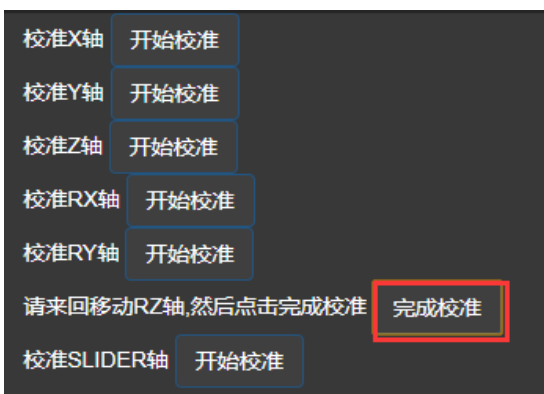 校准X轴 开始校准
校准Y轴 开始校准
校准Z轴 开始校准
校准RX轴 开始校准
校准RY轴 开始校准
请来回移动RZ轴,然后点击完成校准 完成校准
校准SLIDER轴 开始校准